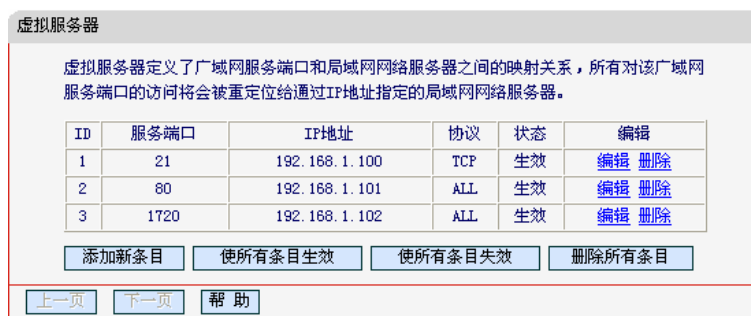 虚拟服务器
虚拟服务器定义了广域网服务端口和局域网网络服务器之间的映射关系，所有对该广域网
服务端口的访问将会被重定位给通过IP地址指定的局域网网络服务器。
ID 服务端口 IP地址 协议 状态 编辑
1 21 192.168.1.100 TCP 生效 编辑 删除
2 80 192.168.1.101 ALL 生效 编辑 删除
3 1720 192.168.1.102 ALL 生效 编辑 删除
添加新条目 使所有条目生效 使所有条目失效 删除所有条目
上一页 下一页 帮 助